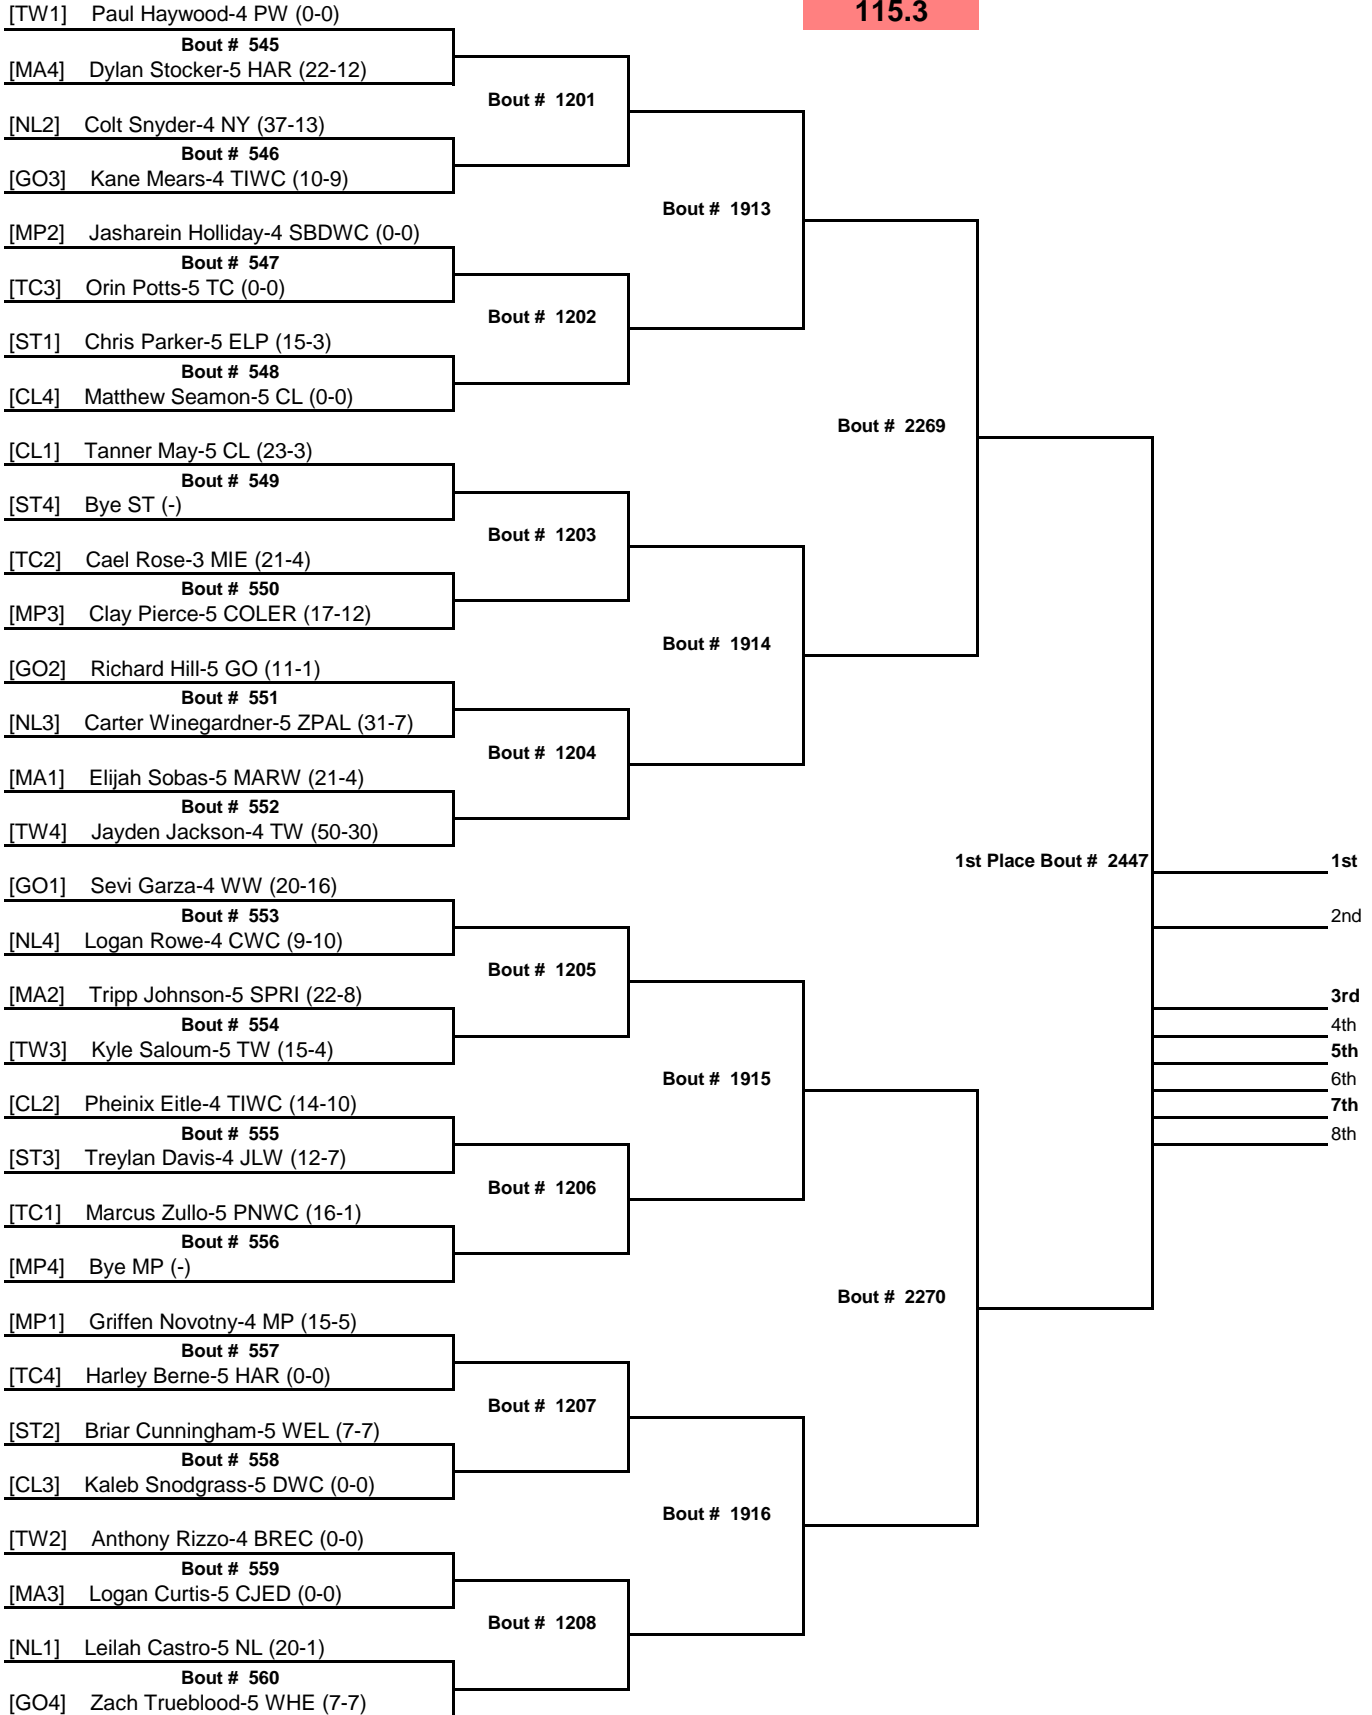 [TW1] Paul Haywood-4 PW (0-0)
115.3
Bout # 545
[MA4] Dylan Stocker-5 HAR (22-12)
Bout # 1201
[NL2] Colt Snyder-4 NY (37-13)
Bout # 546
[GO3] Kane Mears-4 TIWC (10-9)
Bout # 1913
[MP2] Jasharein Holliday-4 SBDWC (0-0)
Bout # 547
[TC3] Orin Potts-5 TC (0-0)
Bout # 1202
[ST1] Chris Parker-5 ELP (15-3)
Bout # 548
[CL4] Matthew Seamon-5 CL (0-0)
Bout # 2269
[CL1] Tanner May-5 CL (23-3)
Bout # 549
[ST4] Bye ST (-)
Bout # 1203
[TC2] Cael Rose-3 MIE (21-4)
Bout # 550
[MP3] Clay Pierce-5 COLER (17-12)
Bout # 1914
[GO2] Richard Hill-5 GO (11-1)
Bout # 551
[NL3] Carter Winegardner-5 ZPAL (31-7)
Bout # 1204
[MA1] Elijah Sobas-5 MARW (21-4)
Bout # 552
[TW4] Jayden Jackson-4 TW (50-30)
1st Place Bout # 2447
1st
[GO1] Sevi Garza-4 WW (20-16)
Bout # 553
2nd
[NL4] Logan Rowe-4 CWC (9-10)
Bout # 1205
[MA2] Tripp Johnson-5 SPRI (22-8)
3rd
Bout # 554
4th
[TW3] Kyle Saloum-5 TW (15-4)
5th
Bout # 1915
6th
[CL2] Pheinix Eitle-4 TIWC (14-10)
7th
Bout # 555
8th
[ST3] Treylan Davis-4 JLW (12-7)
Bout # 1206
[TC1] Marcus Zullo-5 PNWC (16-1)
Bout # 556
[MP4] Bye MP (-)
Bout # 2270
[MP1] Griffen Novotny-4 MP (15-5)
Bout # 557
[TC4] Harley Berne-5 HAR (0-0)
Bout # 1207
[ST2] Briar Cunningham-5 WEL (7-7)
Bout # 558
[CL3] Kaleb Snodgrass-5 DWC (0-0)
Bout # 1916
[TW2] Anthony Rizzo-4 BREC (0-0)
Bout # 559
[MA3] Logan Curtis-5 CJED (0-0)
Bout # 1208
[NL1] Leilah Castro-5 NL (20-1)
Bout # 560
[GO4] Zach Trueblood-5 WHE (7-7)